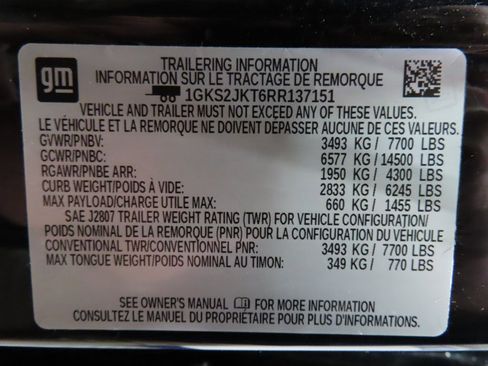 gm
TRAILERING INFORMATION
INFORMATION SUR LE TRACTAGE DE REMORQUE
1GKS2JKT6RR137151
VEHICLE AND TRAILER MUST NOT EXCEED ANY OF THESE VALUES/
LE VÉHICULE ET LA REMORQUE NE DOIVENT DÉPASSER AUCUNE DE CES VALEURS.
GVWR/PNBV: 3493 KG / 7700 LBS
GCWR/PNBC: 6577 KG / 14500 LBS
RGAWR/PNBE ARR: 1950 KG / 4300 LBS
CURB WEIGHT/POIDS À VIDE: 2833 KG / 6245 LBS
MAX PAYLOAD/CHARGE UTILE MAX: 660 KG / 1455 LBS
SAE J2807 TRAILER WEIGHT RATING (TWR) FOR VEHICLE CONFIGURATION/
POIDS NOMINAL DE LA REMORQUE (PNR) POUR LA CONFIGURATION DU VÉHICULE
CONVENTIONAL TWR/CONVENTIONNEL PNR: 3493 KG / 7700 LBS
MAX TONGUE WEIGHT/POIDS NOMINAL AU TIMON: 349 KG / 770 LBS
SEE OWNER'S MANUAL FOR MORE INFORMATION
CONSULTEZ LE MANUEL DU PROPRIÉTAIRE POUR PLUS D'INFORMATION